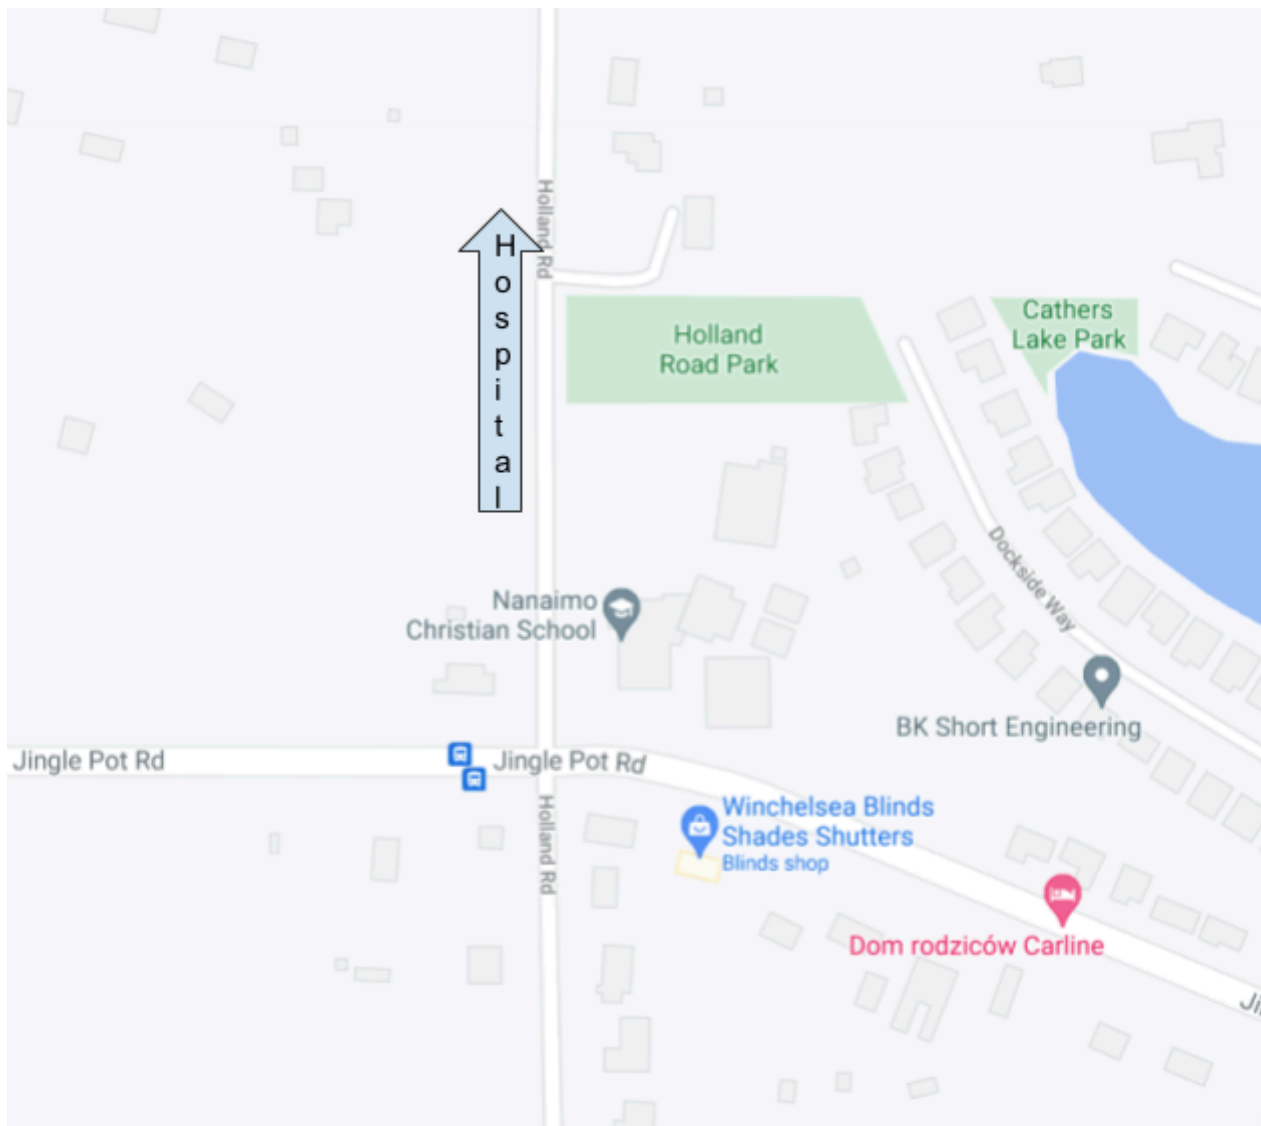 Holland Rd
Hospital
Holland
Road Park
Cathers
Lake Park
Dockside Way
Nanaimo
Christian School
BK Short Engineering
Jingle Pot Rd
Jingle Pot Rd
Holland Rd
Winchelsea Blinds
Shades Shutters
Blinds shop
Dom rodziców Carline